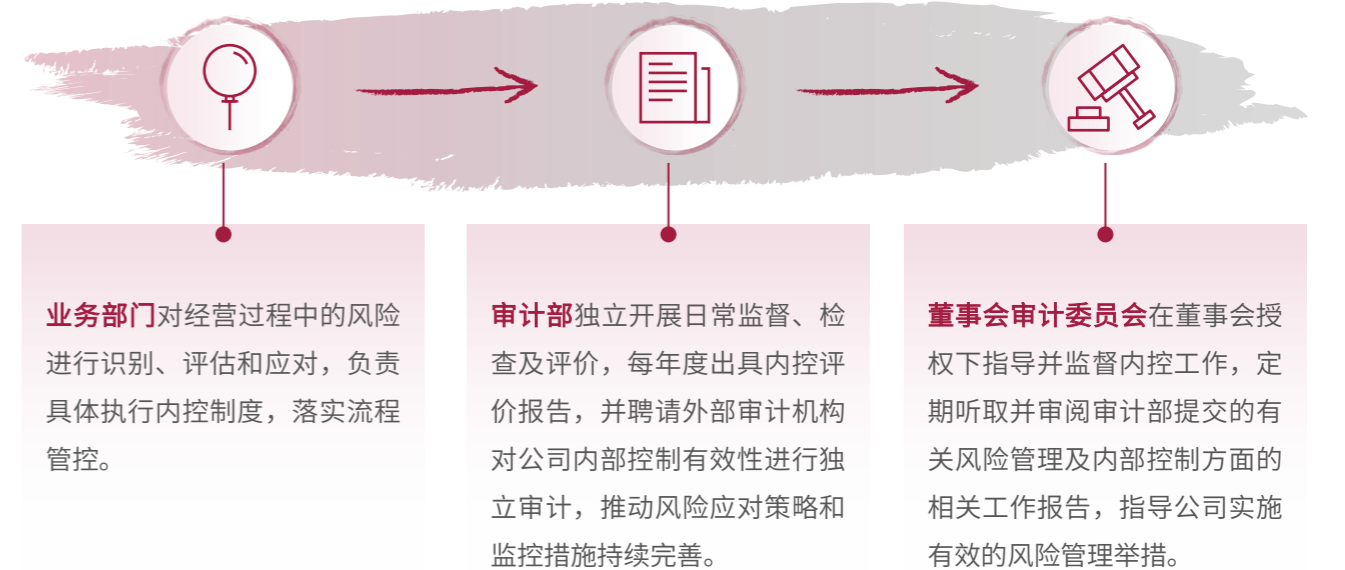 业务部门对经营过程中的风险
进行识别、评估和应对，负责
具体执行内控制度，落实流程
管控。
审计部独立开展日常监督、检
查及评价，每年度出具内控评
价报告，并聘请外部审计机构
对公司内部控制有效性进行独
立审计，推动风险应对策略和
监控措施持续完善。
董事会审计委员会在董事会授
权下指导并监督内控工作，定
期听取并审阅审计部提交的有
关风险管理及内部控制方面的
相关工作报告，指导公司实施
有效的风险管理举措。